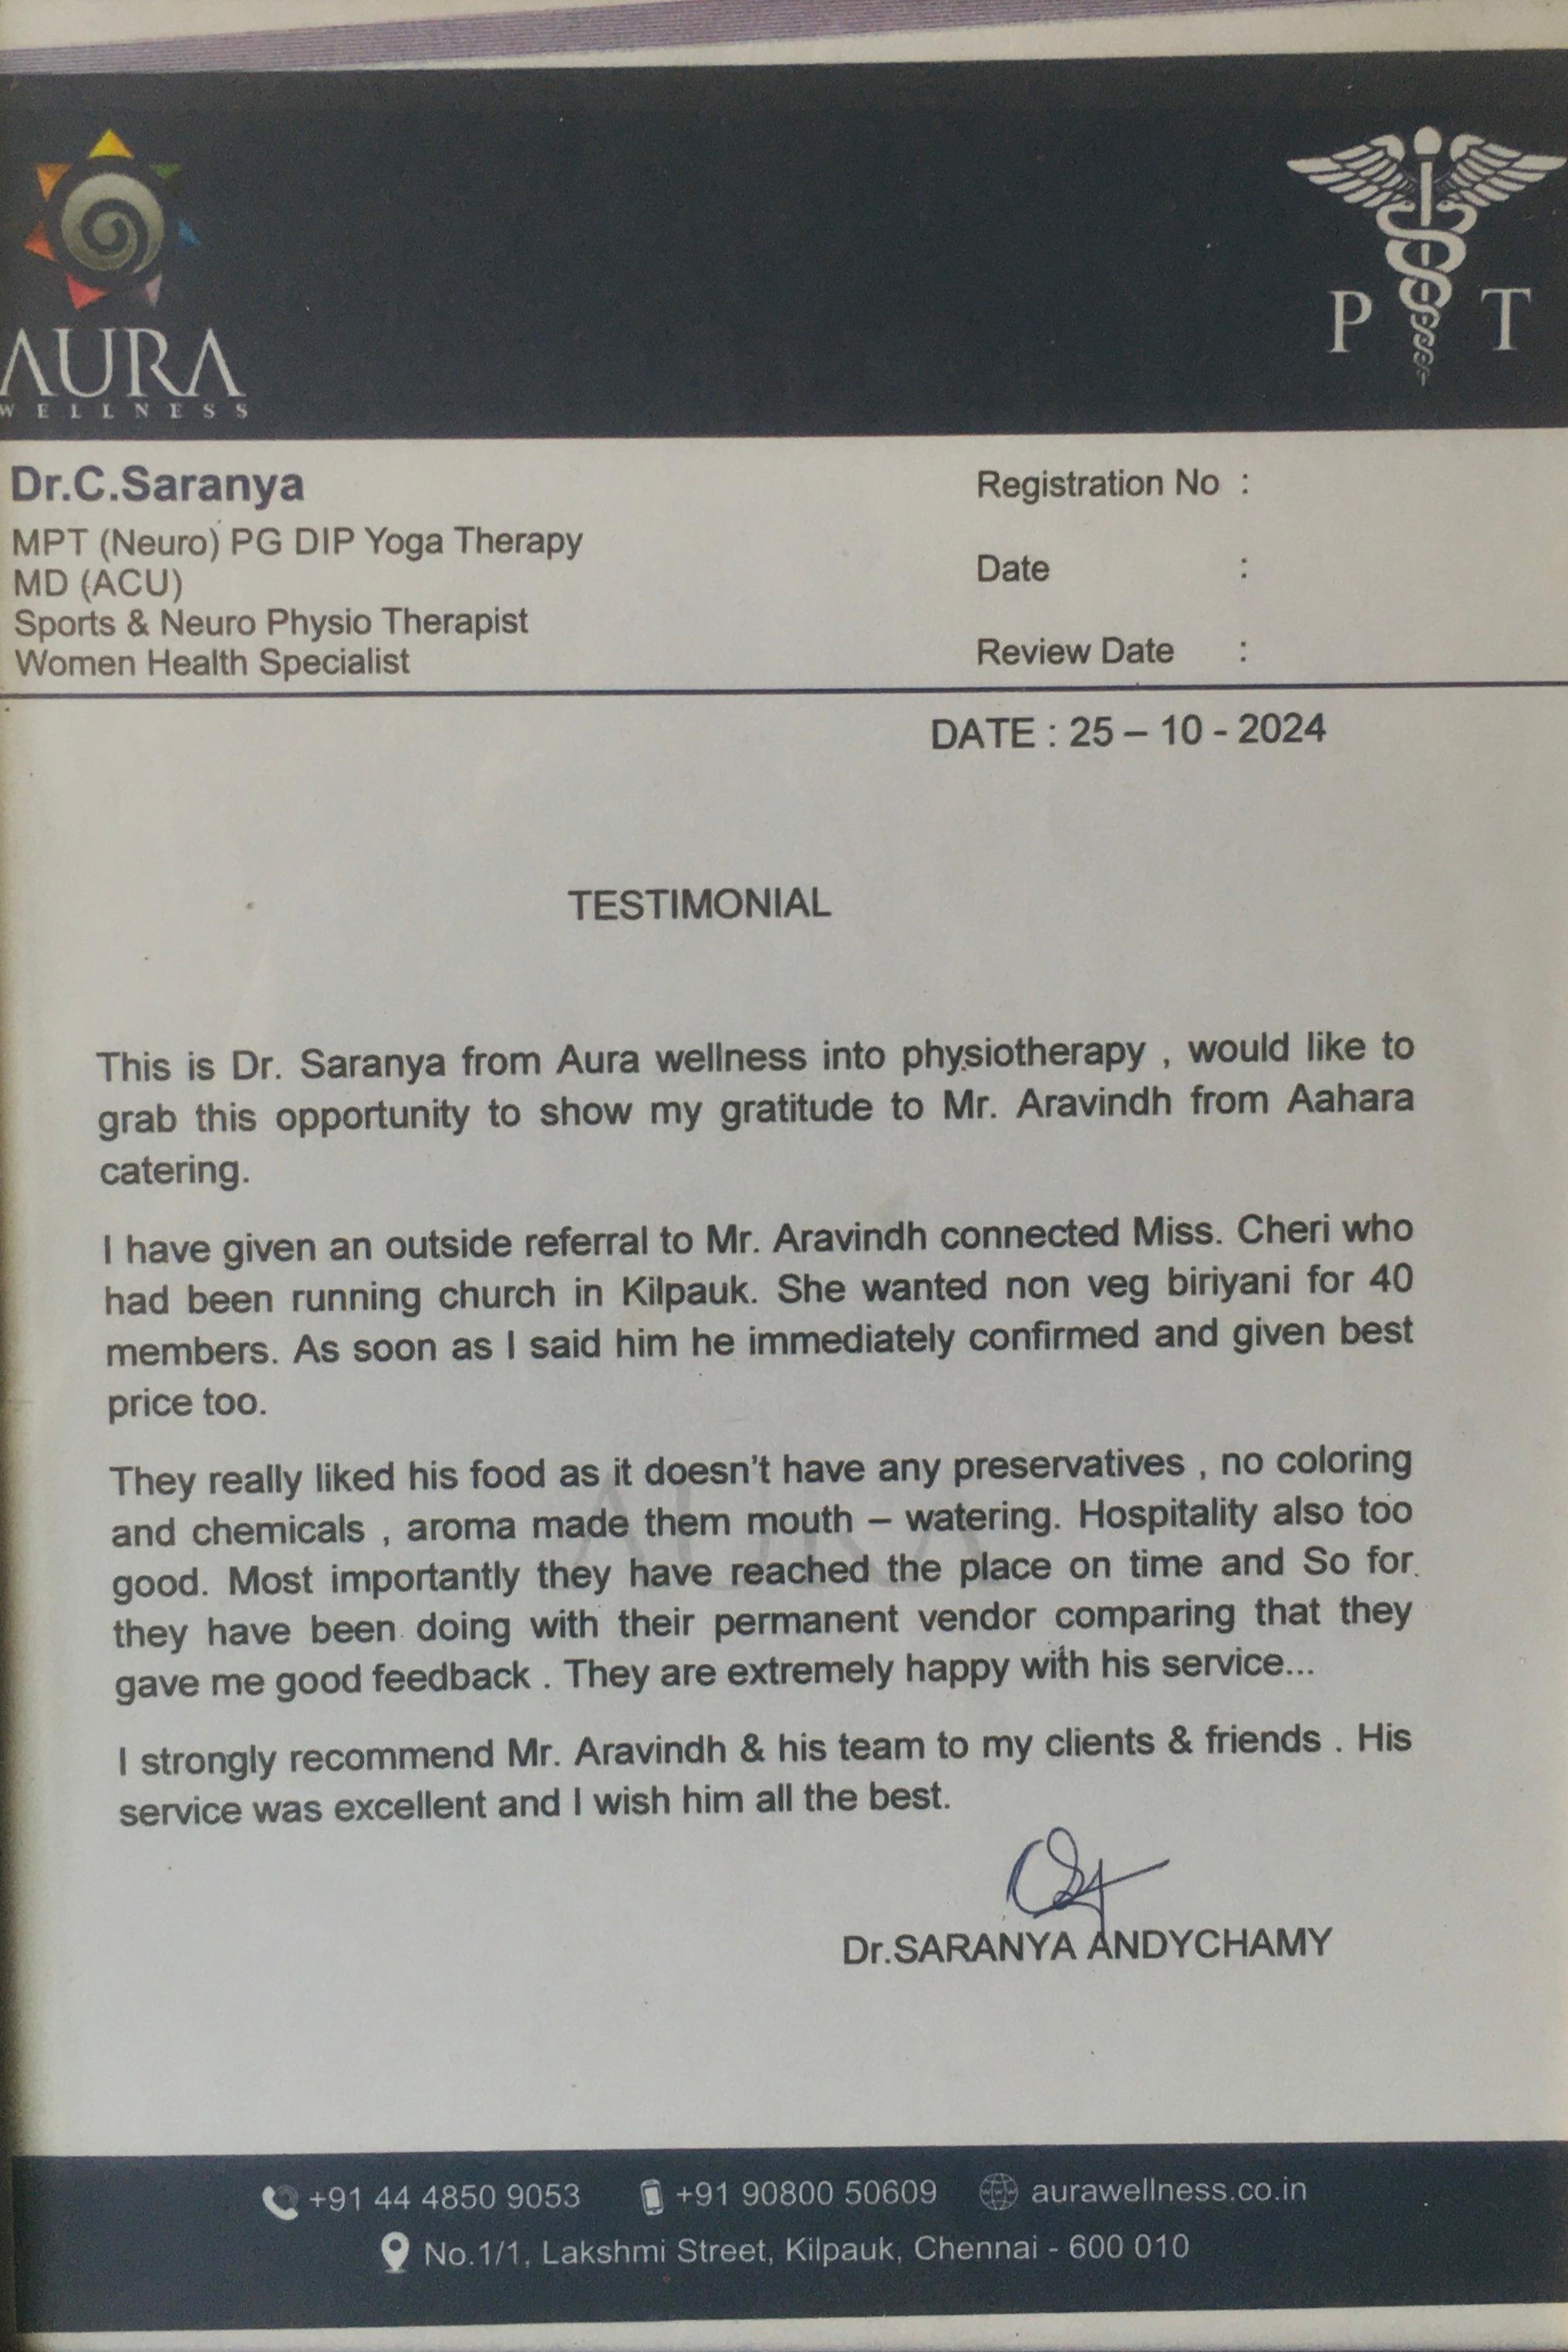 AURA
WELLNESS
P T
Dr.C.Saranya
MPT (Neuro) PG DIP Yoga Therapy
MD (ACU)
Sports & Neuro Physio Therapist
Women Health Specialist
Registration No :
Date :
Review Date :
DATE : 25 – 10 - 2024
TESTIMONIAL
This is Dr. Saranya from Aura wellness into physiotherapy , would like to
grab this opportunity to show my gratitude to Mr. Aravindh from Aahara
catering.
I have given an outside referral to Mr. Aravindh connected Miss. Cheri who
had been running church in Kilpauk. She wanted non veg biriyani for 40
members. As soon as I said him he immediately confirmed and given best
price too.
They really liked his food as it doesn't have any preservatives , no coloring
and chemicals , aroma made them mouth – watering. Hospitality also too
good. Most importantly they have reached the place on time and So for
they have been doing with their permanent vendor comparing that they
gave me good feedback . They are extremely happy with his service...
I strongly recommend Mr. Aravindh & his team to my clients & friends . His
service was excellent and I wish him all the best.
Dr.SARANYA ANDYCHAMY
+91 44 4850 9053 +91 90800 50609 aurawellness.co.in
No.1/1, Lakshmi Street, Kilpauk, Chennai - 600 010